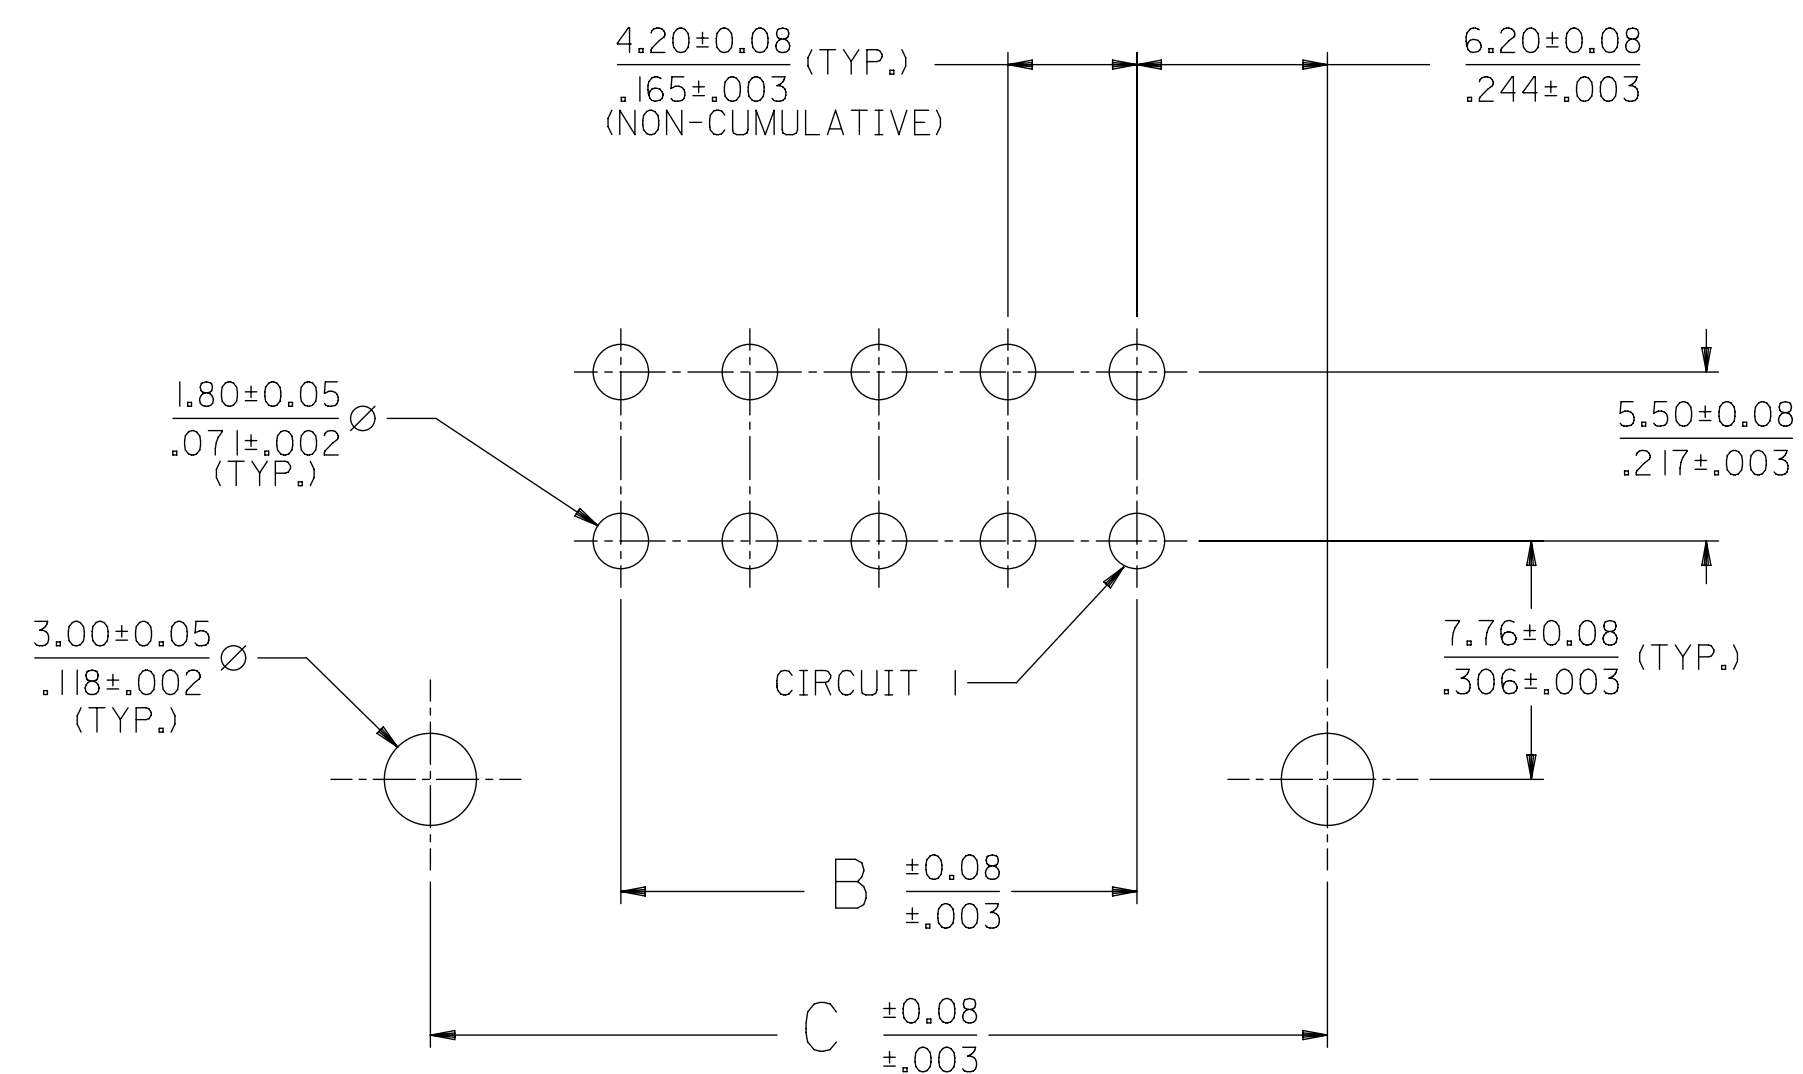 4.20±0.08
(TYP.)
.165±.003
(NON-CUMULATIVE)
6.20±0.08
.244±.003
1.80±0.05
∅
.071±.002
(TYP.)
5.50±0.08
.217±.003
3.00±0.05
∅
.118±.002
(TYP.)
CIRCUIT 1
7.76±0.08
(TYP.)
.306±.003
B ±0.08
±.003
C ±0.08
±.003